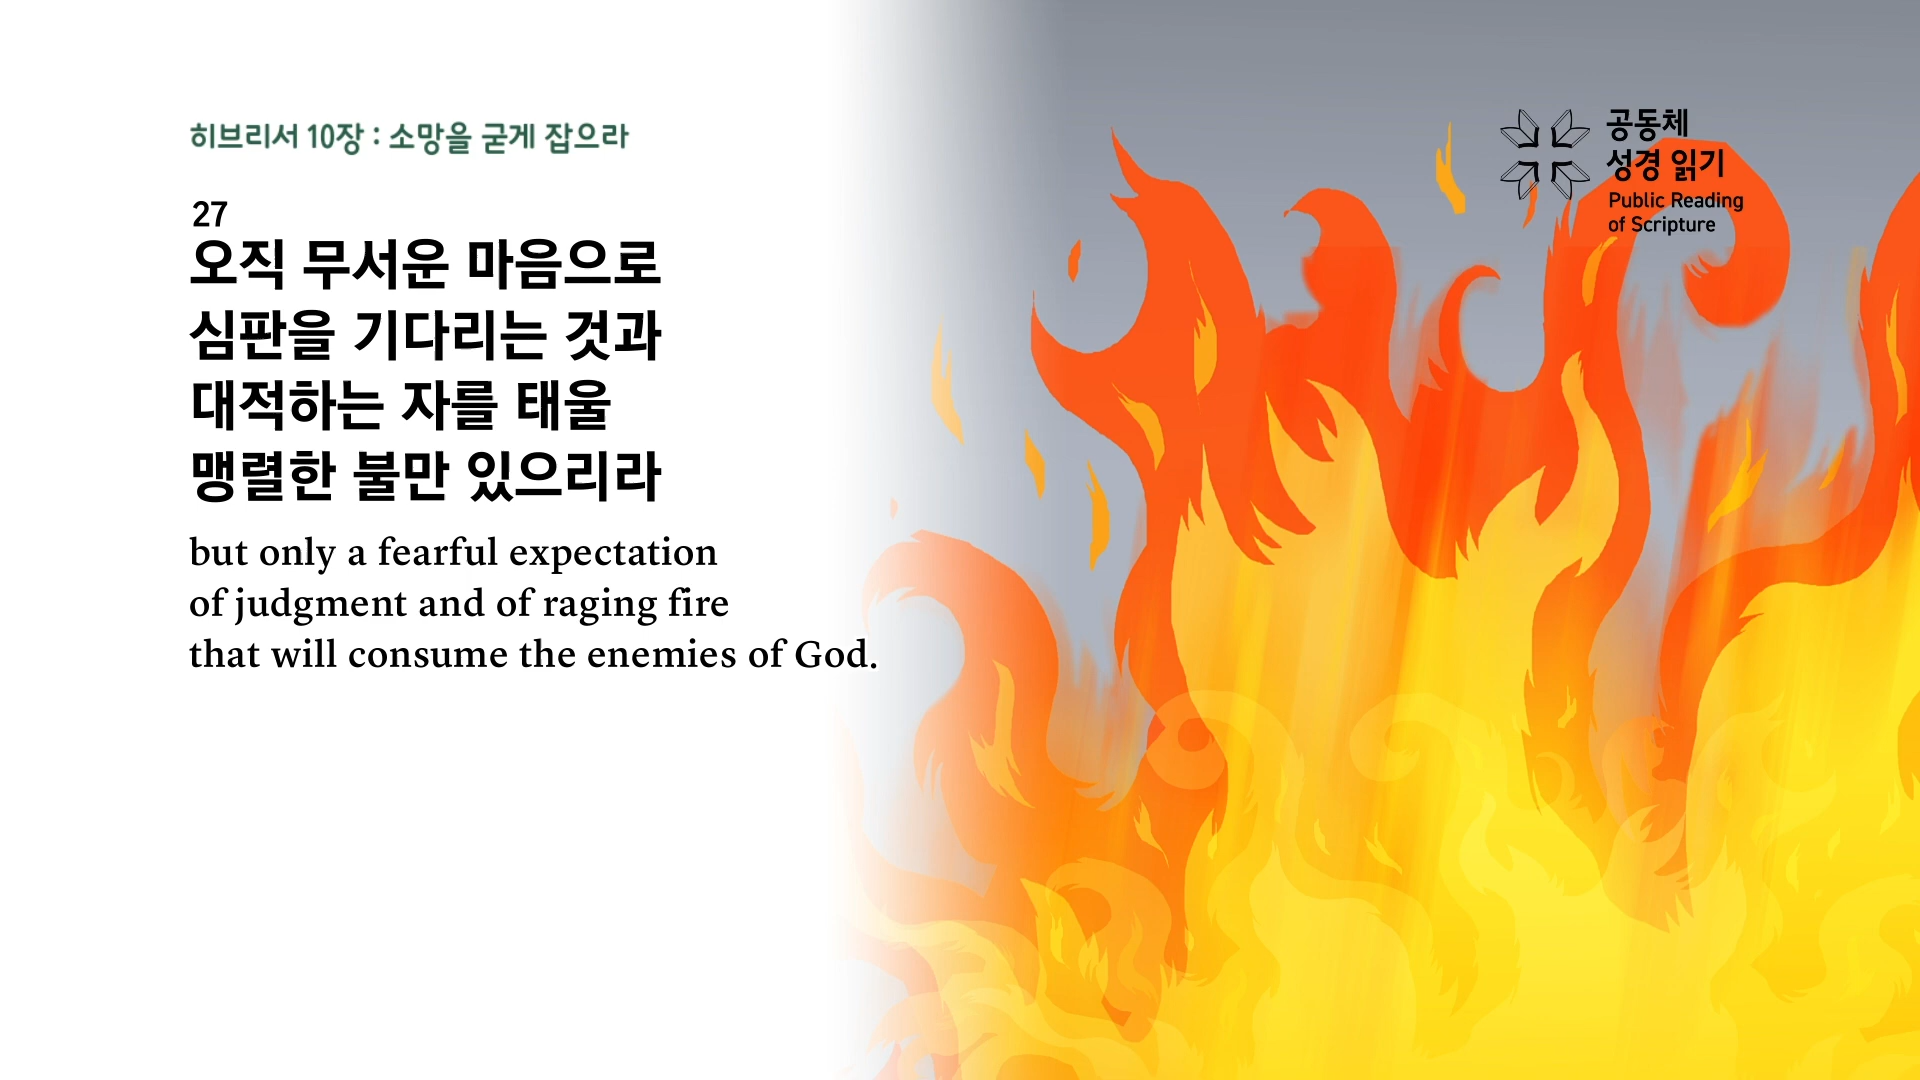 히브리서 10장 : 소망을 굳게 잡으라
27
오직 무서운 마음으로
심판을 기다리는 것과
대적하는 자를 태울
맹렬한 불만 있으리라
but only a fearful expectation
of judgment and of raging fire
that will consume the enemies of God.
공동체
성경 읽기
Public Reading
of Scripture